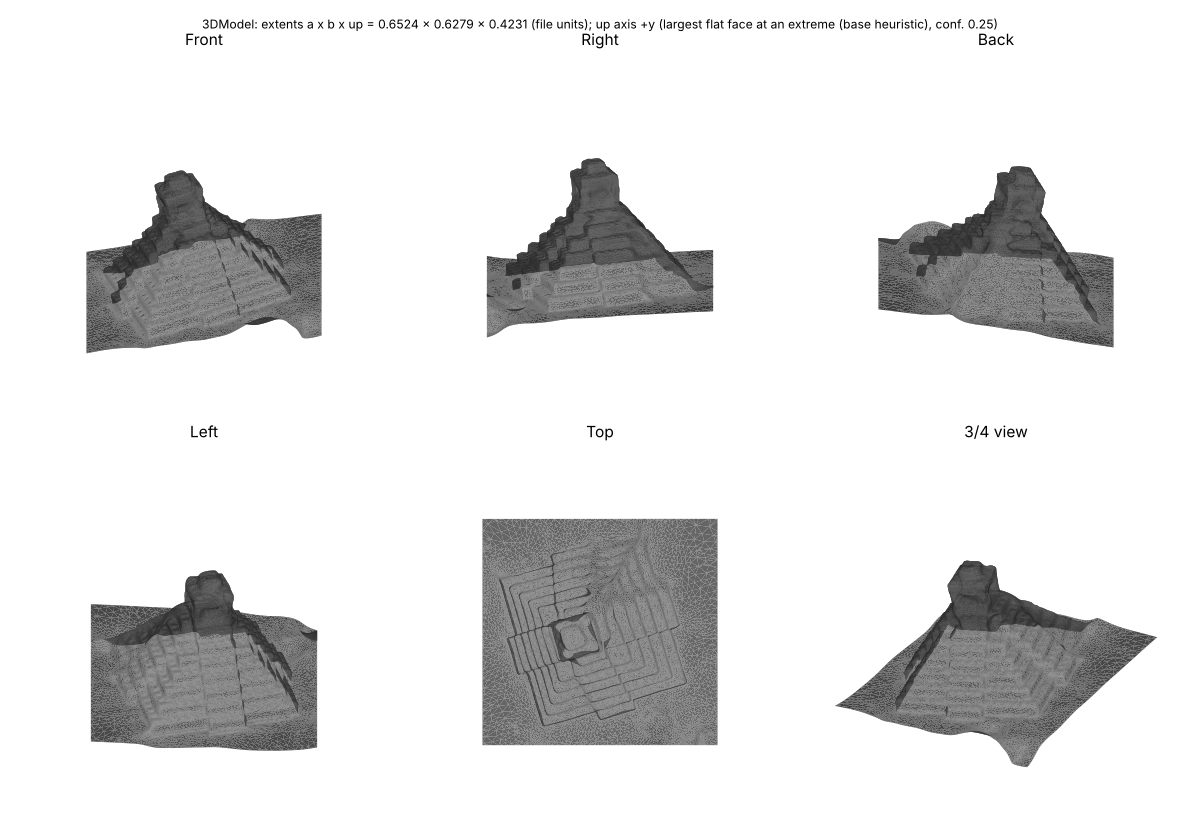 3DModel: extents a x b x up = 0.6524 × 0.6279 × 0.4231 (file units); up axis +y (largest flat face at an extreme (base heuristic), conf. 0.25)
Front Right Back
Left Top 3/4 view